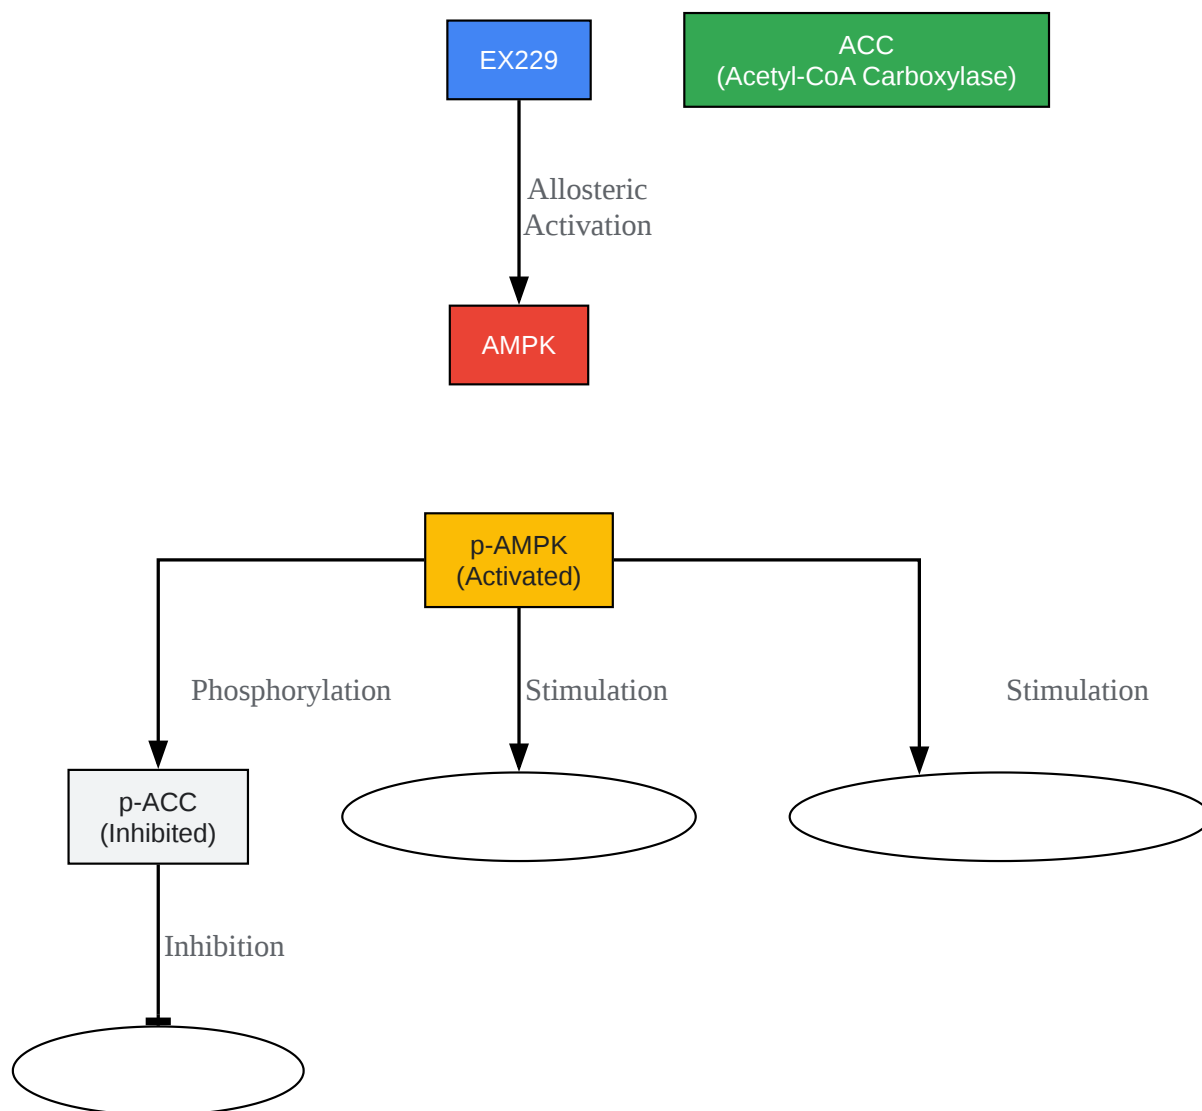 EX229
ACC
(Acetyl-CoA Carboxylase)
Allosteric
Activation
AMPK
p-AMPK
(Activated)
Phosphorylation
Stimulation
Stimulation
p-ACC
(Inhibited)
Inhibition